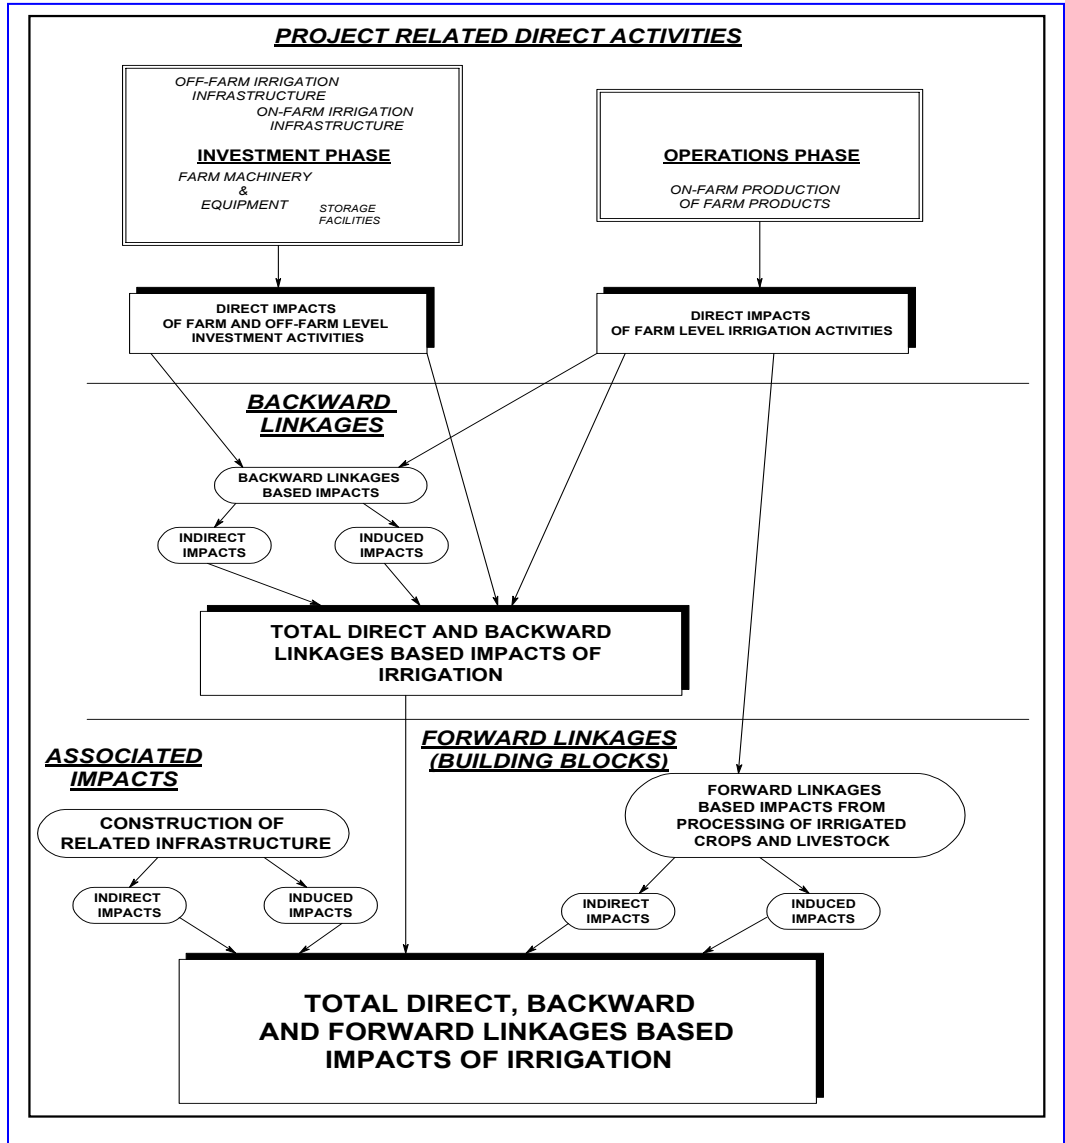 PROJECT RELATED DIRECT ACTIVITIES
OFF-FARM IRRIGATION
INFRASTRUCTURE
ON-FARM IRRIGATION
INFRASTRUCTURE
INVESTMENT PHASE
FARM MACHINERY
&
EQUIPMENT
STORAGE
FACILITIES
OPERATIONS PHASE
ON-FARM PRODUCTION
OF FARM PRODUCTS
DIRECT IMPACTS
OF FARM AND OFF-FARM LEVEL
INVESTMENT ACTIVITIES
DIRECT IMPACTS
OF FARM LEVEL IRRIGATION ACTIVITIES
BACKWARD
LINKAGES
BACKWARD LINKAGES
BASED IMPACTS
INDIRECT
IMPACTS
INDUCED
IMPACTS
TOTAL DIRECT AND BACKWARD
LINKAGES BASED IMPACTS OF
IRRIGATION
ASSOCIATED
IMPACTS
FORWARD LINKAGES
(BUILDING BLOCKS)
CONSTRUCTION OF
RELATED INFRASTRUCTURE
FORWARD LINKAGES
BASED IMPACTS FROM
PROCESSING OF IRRIGATED
CROPS AND LIVESTOCK
INDIRECT
IMPACTS
INDUCED
IMPACTS
INDIRECT
IMPACTS
INDUCED
IMPACTS
TOTAL DIRECT, BACKWARD
AND FORWARD LINKAGES BASED
IMPACTS OF IRRIGATION